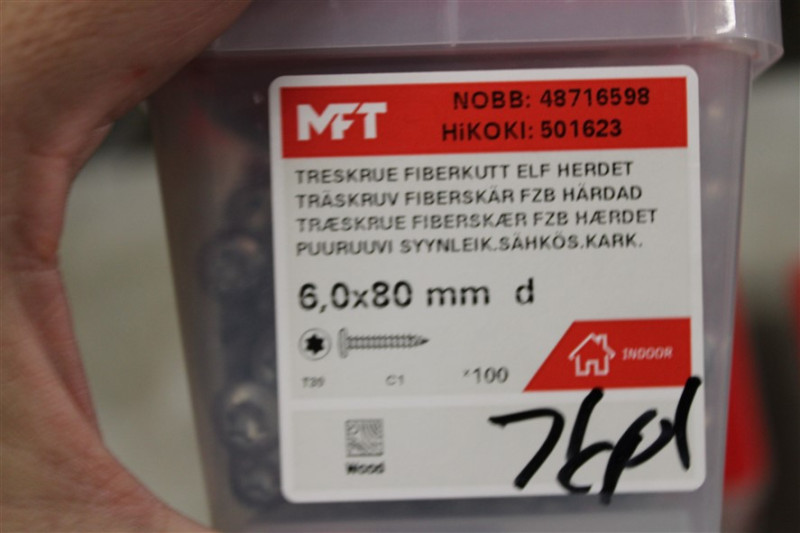 MFT
NOBB: 48716598
HiKOKI: 501623
TRESKRUE FIBERKUTT ELF HERDET
TRÄSKRUV FIBERSKÄR FZB HÄRDAD
TRÆSKRUE FIBERSKÆR FZB HÆRDET
PUURUUVI SYYNLEIK.SÄHKÖS.KARK.
6,0x80 mm d
INDOOR
T30 C1 x100
Wood